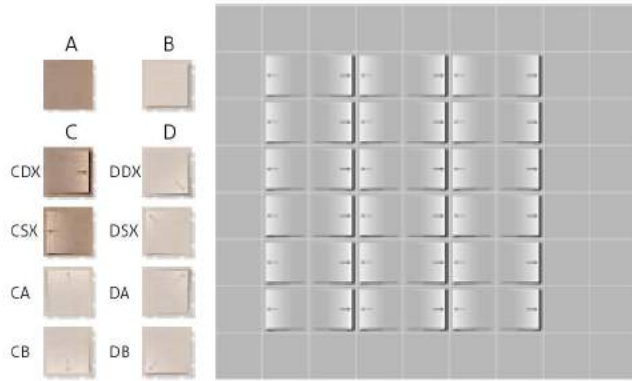 A B
C D
CDX DDX
CSX DSX
CA DA
CB DB